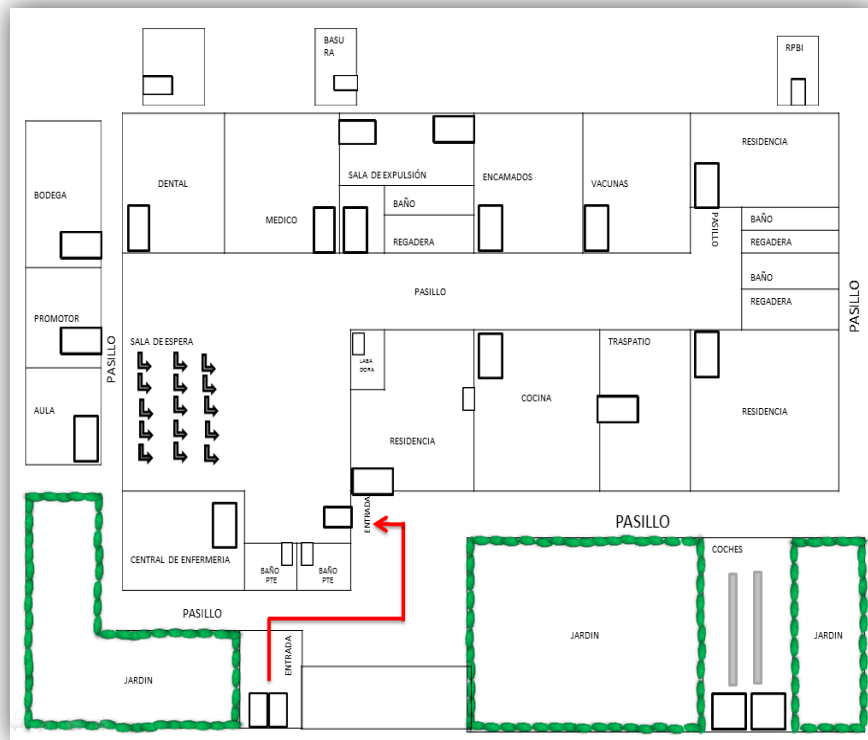 BASU
RA
RPBI
BODEGA
DENTAL
MEDICO
SALA DE EXPULSIÓN
BAÑO
REGADERA
ENCAMADOS
VACUNAS
RESIDENCIA
PASILLO
BAÑO
REGADERA
BAÑO
REGADERA
PASILLO
PASILLO
PROMOTOR
PASILLO
SALA DE ESPERA
LABA
DORA
TRASPATIO
AULA
COCINA
RESIDENCIA
RESIDENCIA
ENTRADA
PASILLO
CENTRAL DE ENFERMERIA
BAÑO
PTE
BAÑO
PTE
COCHES
PASILLO
ENTRADA
JARDIN
JARDIN
JARDIN